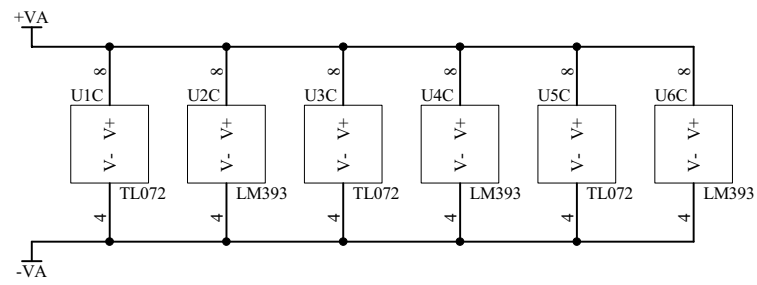 +VA
8 8 8 8 8 8
U1C U2C U3C U4C U5C U6C
V+ V+ V+ V+ V+ V+
V- V- V- V- V- V-
TL072 LM393 TL072 LM393 TL072 LM393
4 4 4 4 4 4
-VA